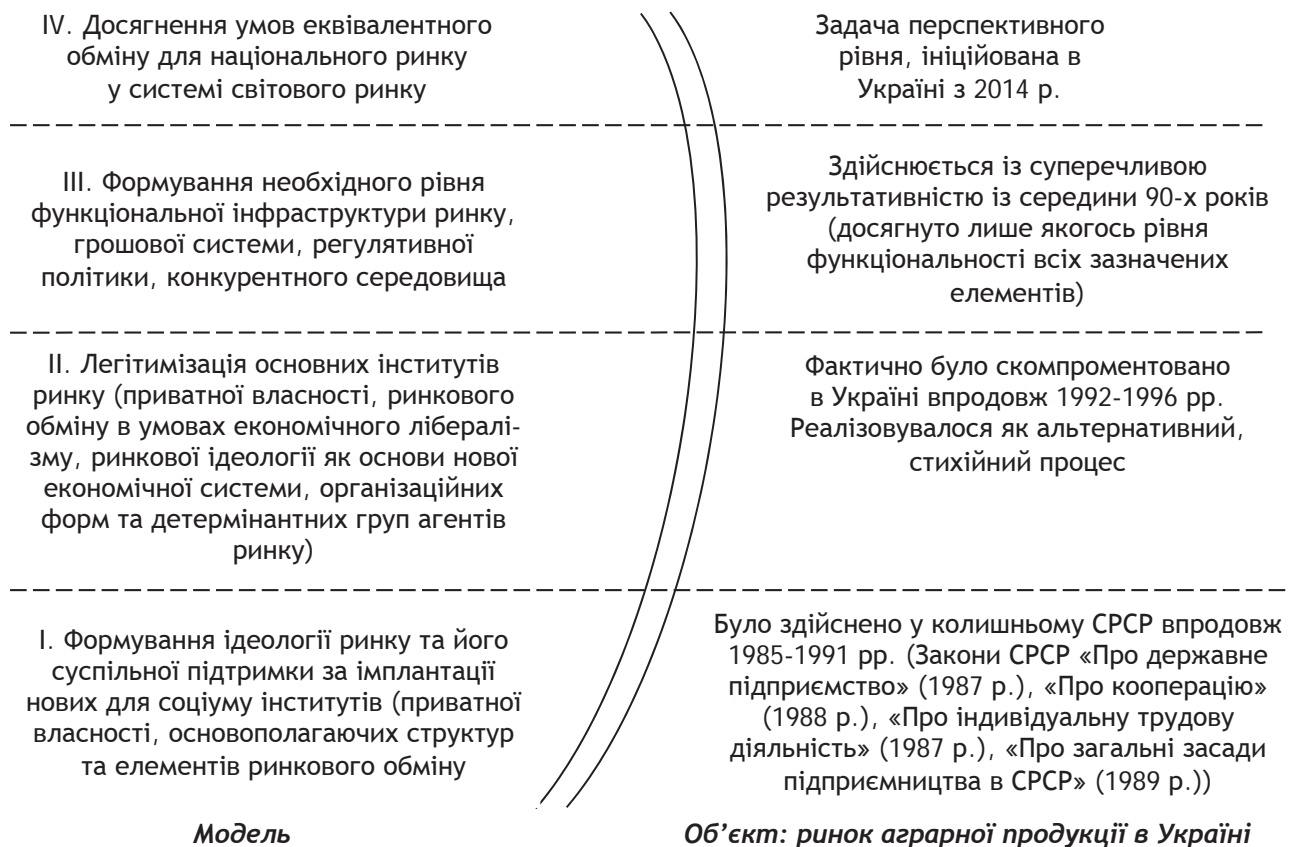 IV. Досягнення умов еквівалентного
обміну для національного ринку
у системі світового ринку
Задача перспективного
рівня, ініційована в
Україні з 2014 р.
III. Формування необхідного рівня
функціональної інфраструктури ринку,
грошової системи, регулятивної
політики, конкурентного середовища
Здійснюється із суперечливою
результативністю із середини 90-х років
(досягнуто лише якогось рівня
функціональності всіх зазначених
елементів)
II. Легітимізація основних інститутів
ринку (приватної власності, ринкового
обміну в умовах економічного лібералі-
зму, ринкової ідеології як основи нової
економічної системи, організаційних
форм та детермінантних груп агентів
ринку)
Фактично було скомпроментовано
в Україні впродовж 1992-1996 рр.
Реалізовувалося як альтернативний,
стихійний процес
I. Формування ідеології ринку та його
суспільної підтримки за імплантації
нових для соціуму інститутів (приватної
власності, основополагаючих структур
та елементів ринкового обміну
Було здійснено у колишньому СРСР впродовж
1985-1991 рр. (Закони СРСР «Про державне
підприємство» (1987 р.), «Про кооперацію»
(1988 р.), «Про індивідуальну трудову
діяльність» (1987 р.), «Про загальні засади
підприємництва в СРСР» (1989 р.))
Модель
Об’єкт: ринок аграрної продукції в Україні